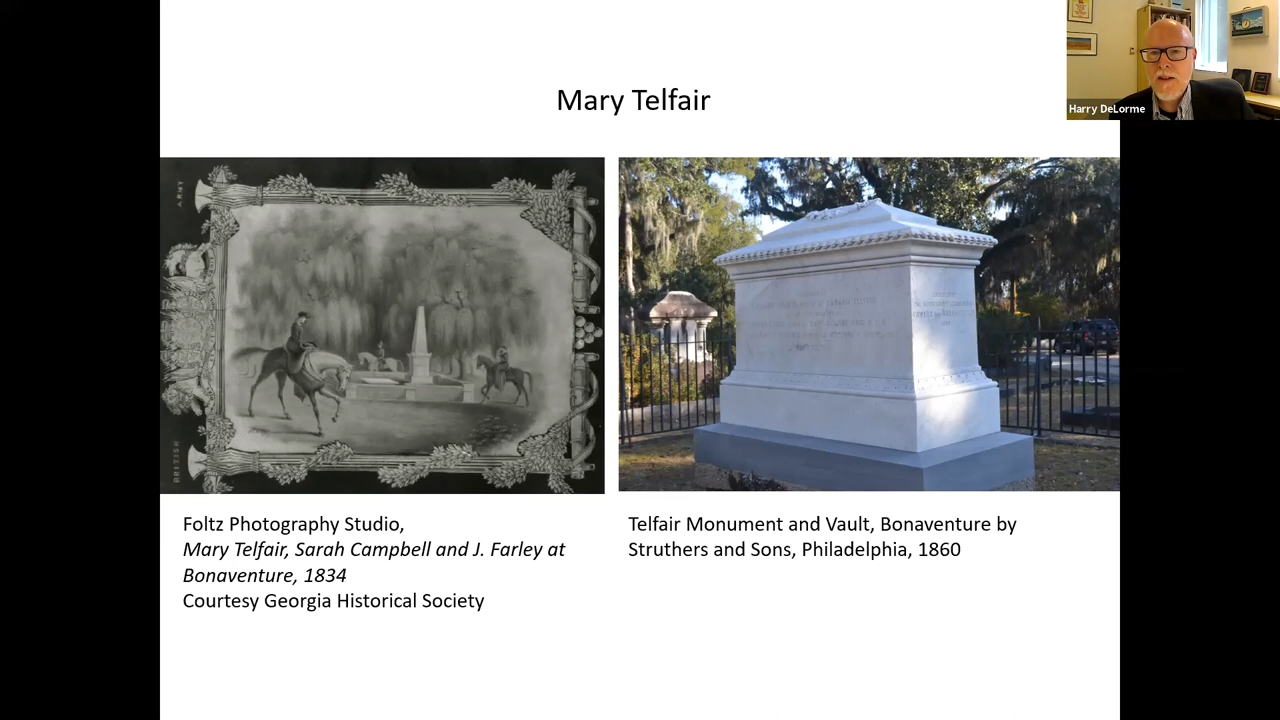 Mary Telfair
Harry DeLorme
ARMY
BRITISH
Foltz Photography Studio,
Mary Telfair, Sarah Campbell and J. Farley at
Bonaventure, 1834
Courtesy Georgia Historical Society
Telfair Monument and Vault, Bonaventure by
Struthers and Sons, Philadelphia, 1860